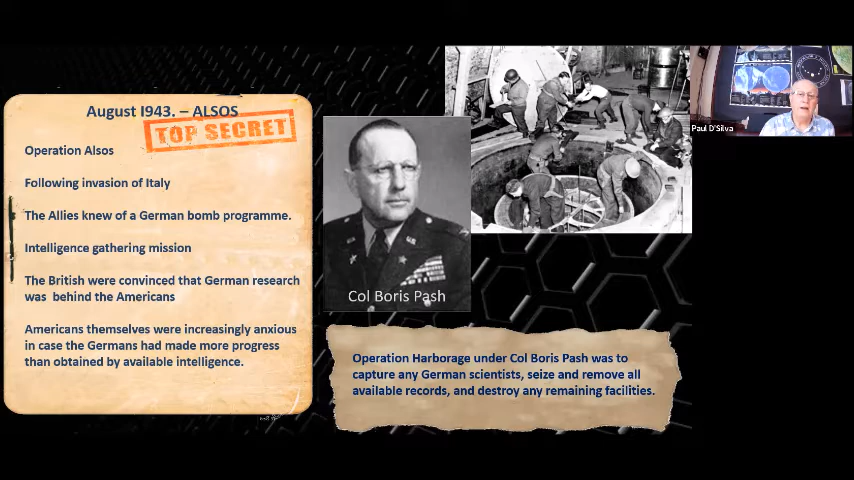 August 1943. – ALSOS
TOP SECRET
Operation Alsos
Following invasion of Italy
The Allies knew of a German bomb programme.
Intelligence gathering mission
The British were convinced that German research
was behind the Americans
Americans themselves were increasingly anxious
in case the Germans had made more progress
than obtained by available intelligence.
Col Boris Pash
Operation Harborage under Col Boris Pash was to
capture any German scientists, seize and remove all
available records, and destroy any remaining facilities.
Paul D'Silva